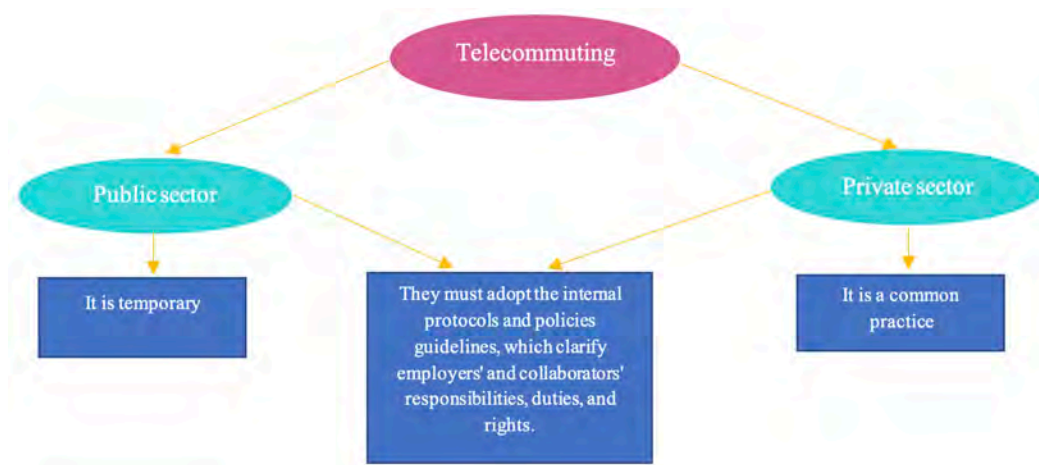 Telecommuting
Public sector
Private sector
It is temporary
They must adopt the internal
protocols and policies
guidelines, which clarify
employers' and collaborators'
responsibilities, duties, and
rights.
It is a common
practice